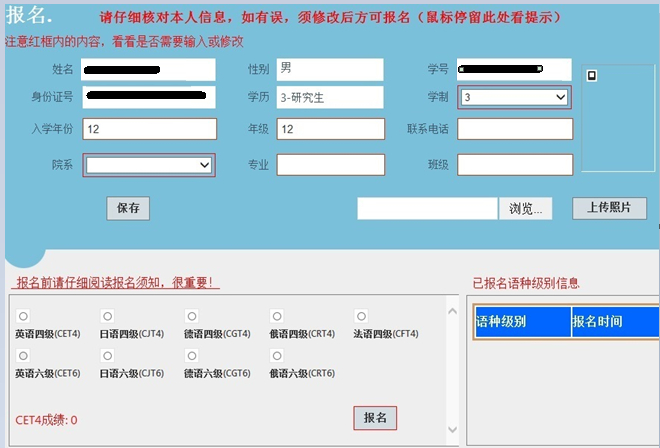 报名. 请仔细核对本人信息，如有误，须修改后方可报名（鼠标停留此处看提示）
注意红框内的内容，看看是否需要输入或修改
姓名 性别 男 学号
身份证号 学历 3-研究生 学制 3
入学年份 12 年级 12 联系电话
院系 专业 班级
保存 浏览... 上传照片
报名前请仔细阅读报名须知，很重要！ 已报名语种级别信息
英语四级(CET4) 日语四级(CJT4) 德语四级(CGT4) 俄语四级(CRT4) 法语四级(CFT4)
语种级别 报名时间
英语六级(CET6) 日语六级(CJT6) 德语六级(CGT6) 俄语六级(CRT6)
CET4成绩: 0 报名